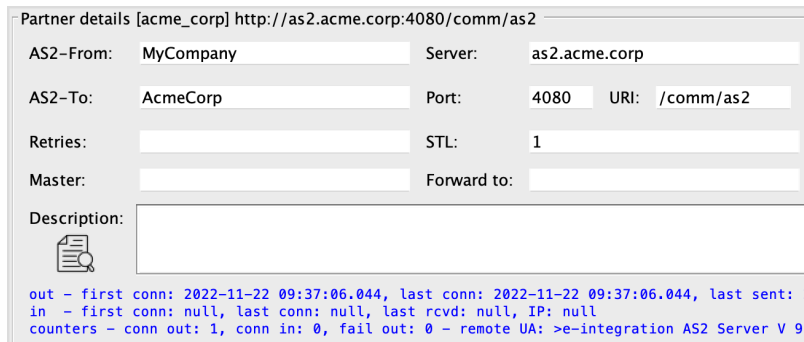 Partner details [acme_corp] http://as2.acme.corp:4080/comm/as2
AS2-From: MyCompany Server: as2.acme.corp
AS2-To: AcmeCorp Port: 4080 URI: /comm/as2
Retries: STL: 1
Master: Forward to:
Description:
out - first conn: 2022-11-22 09:37:06.044, last conn: 2022-11-22 09:37:06.044, last sent:
in - first conn: null, last conn: null, last rcvd: null, IP: null
counters - conn out: 1, conn in: 0, fail out: 0 - remote UA: >e-integration AS2 Server V 9